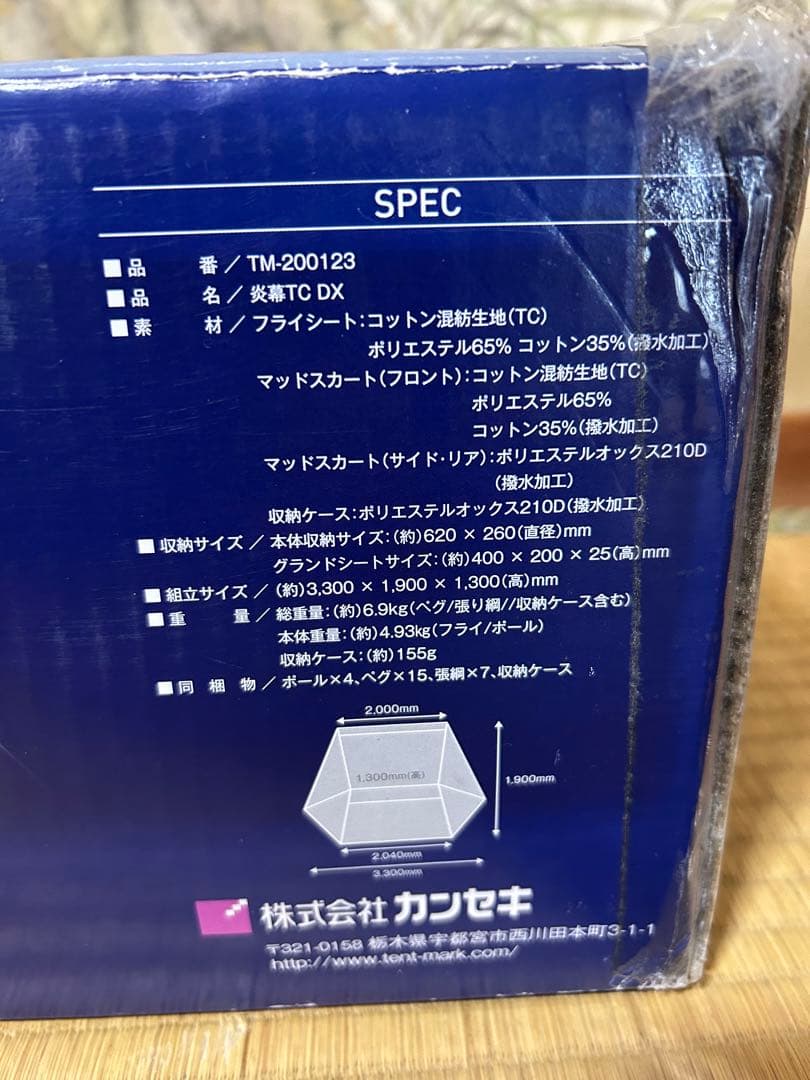 SPEC
■品 番／TM-200123
■品 名／炎幕TC DX
■素 材／フライシート:コットン混紡生地(TC)
ポリエステル65% コットン35%(撥水加工)
マッドスカート(フロント):コットン混紡生地(TC)
ポリエステル65%
コットン35%(撥水加工)
マッドスカート(サイド・リア):ポリエステルオックス210D
(撥水加工)
収納ケース:ポリエステルオックス210D(撥水加工)
■収納サイズ／本体収納サイズ:(約)620 × 260(直径)mm
グランドシートサイズ:(約)400 × 200 × 25(高)mm
■組立サイズ／(約)3,300 × 1,900 × 1,300(高)mm
■重 量／総重量:(約)6.9kg(ペグ/張り綱//収納ケース含む)
本体重量:(約)4.93kg(フライ/ポール)
収納ケース:(約)155g
■同 梱 物／ポール×4、ペグ×15、張綱×7、収納ケース
2.000mm
1,300mm(高)
1,900mm
2.040mm
3.300mm
株式会社 カンセキ
〒321-0158 栃木県宇都宮市西川田本町3-1-1
http://www.tent-mark.com/